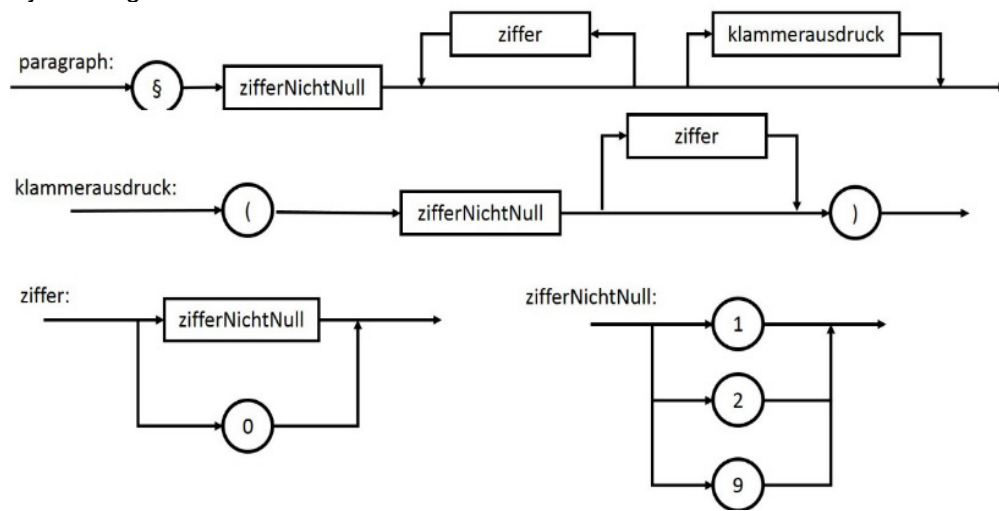 ziffer klammerausdruck
paragraph:
§ zifferNichtNull
ziffer
klammerausdruck:
( zifferNichtNull )
ziffer: zifferNichtNull zifferNichtNull: 1
0 2
9